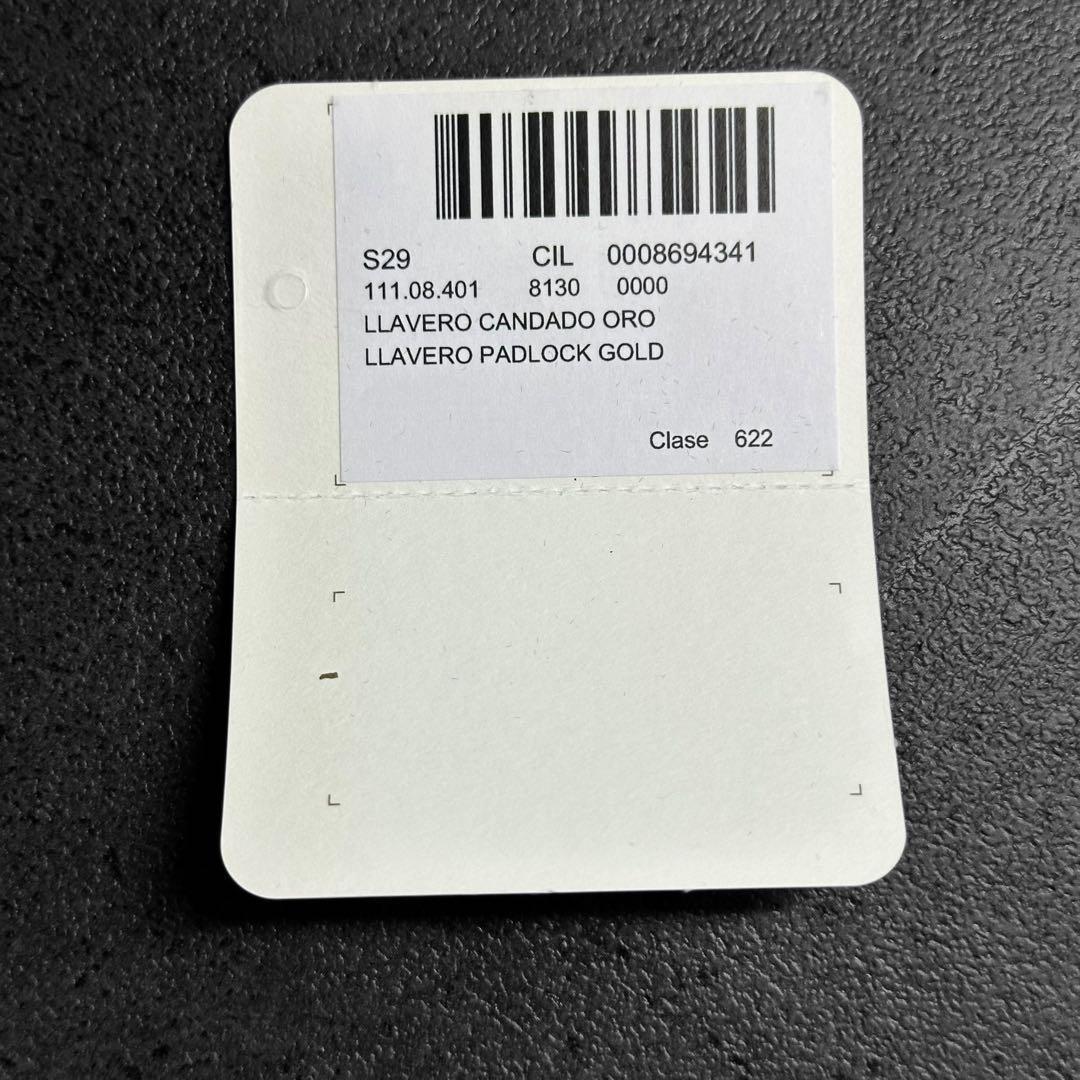 S29 CIL 0008694341
111.08.401 8130 0000
LLAVERO CANDADO ORO
LLAVERO PADLOCK GOLD
Clase 622